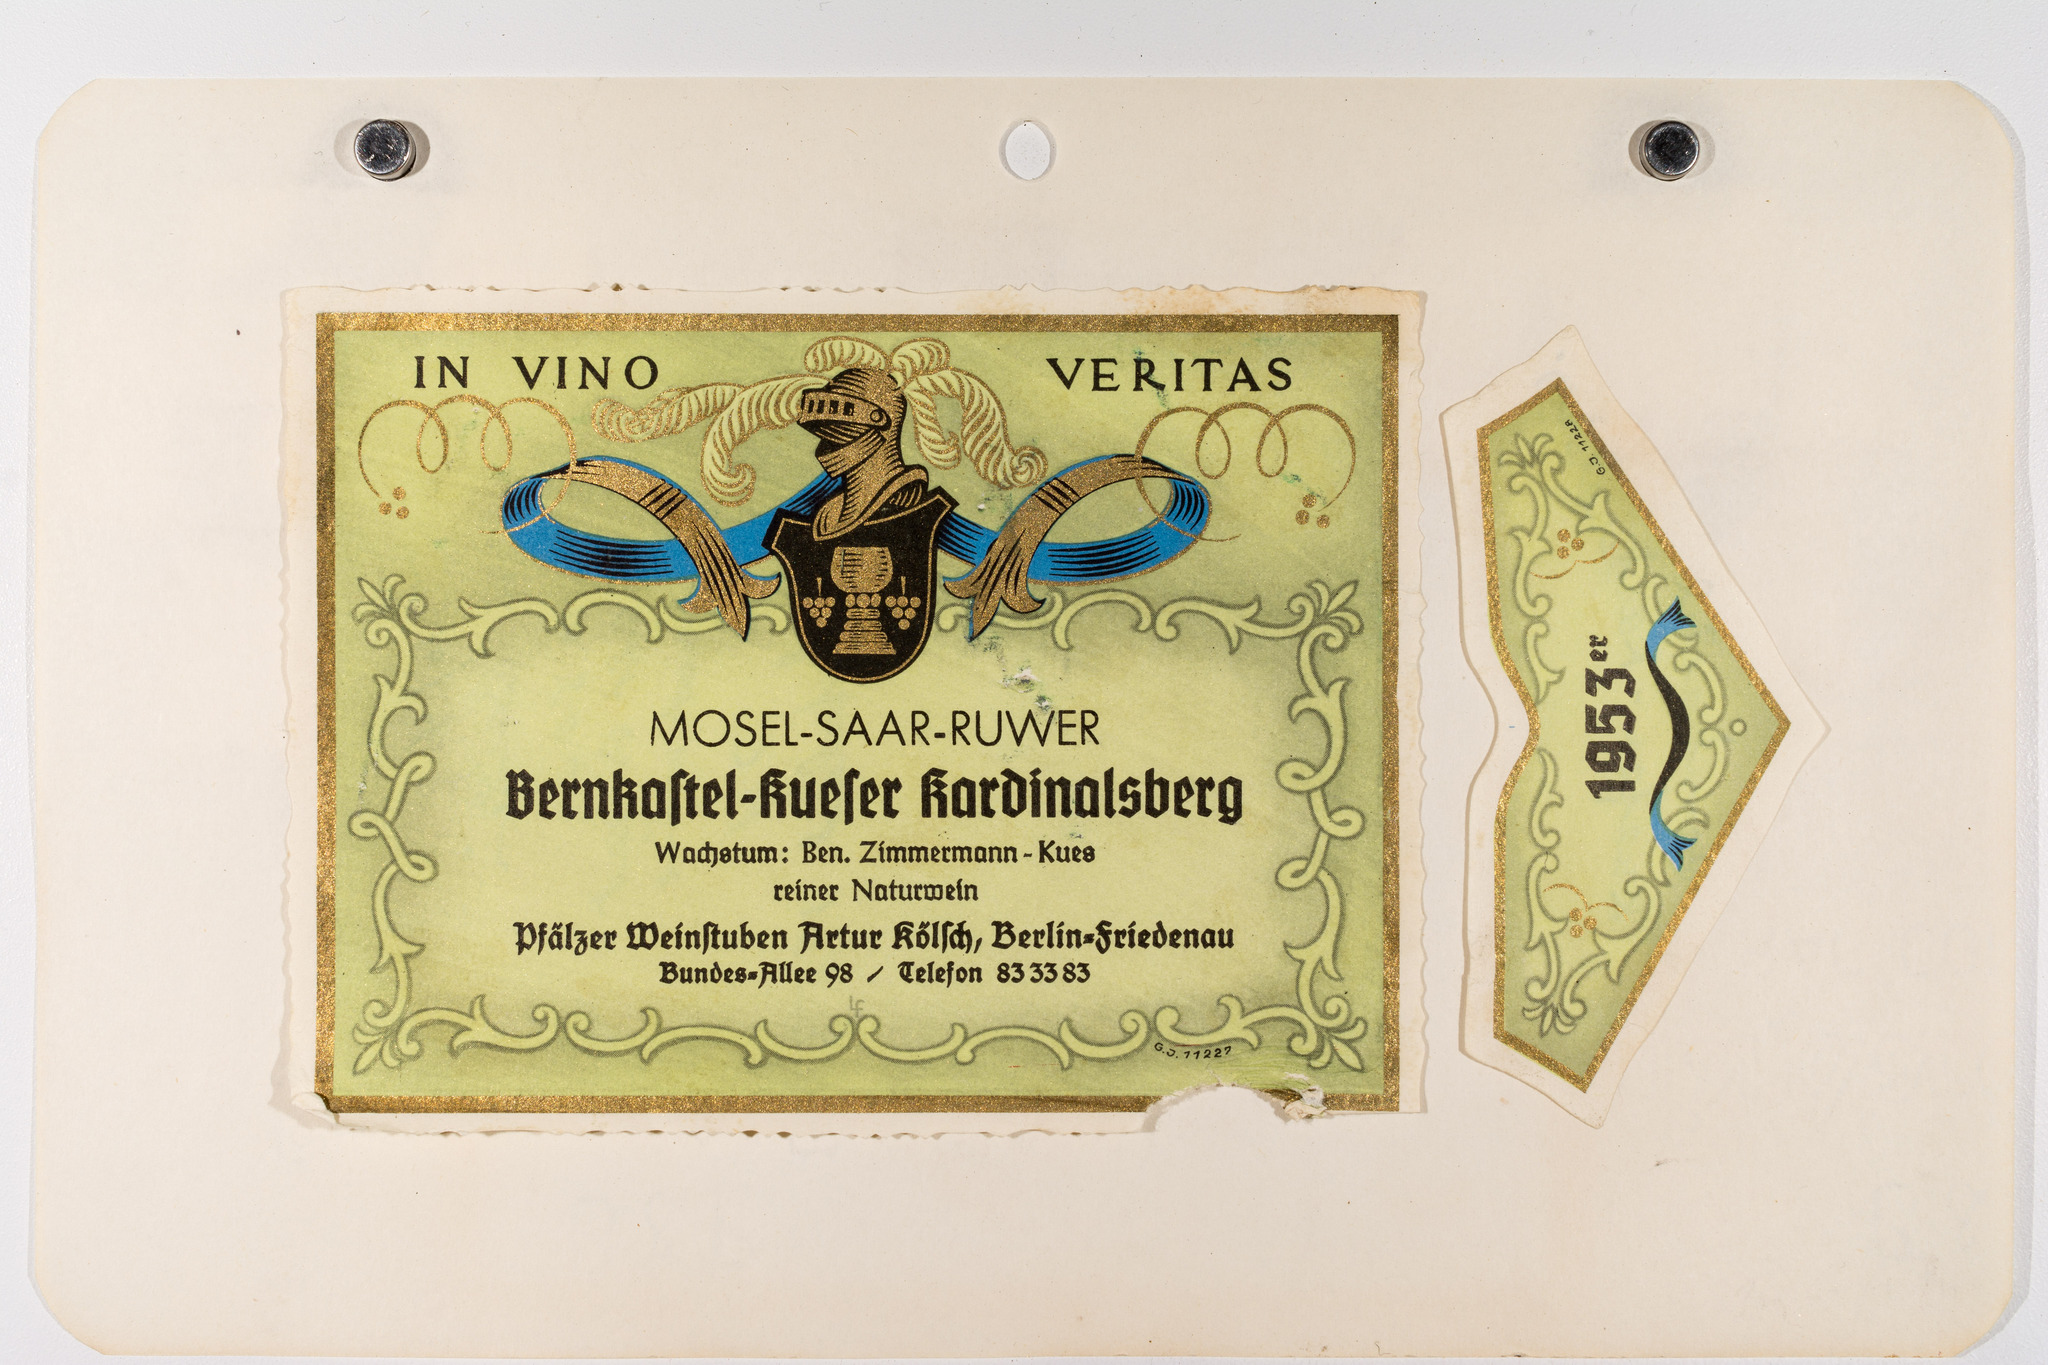 IN VINO VERITAS
MOSEL-SAAR-RUWER
Bernkaſtel-Kueſer Kardinalsberg
Wachstum: Ben. Zimmermann - Kues
reiner Naturwein
Pfälzer Weinſtuben Artur Kölſch, Berlin-Friedenau
Bundes-Allee 98 / Telefon 83 33 83
G.J. 11227
1953er
G.J. 11228